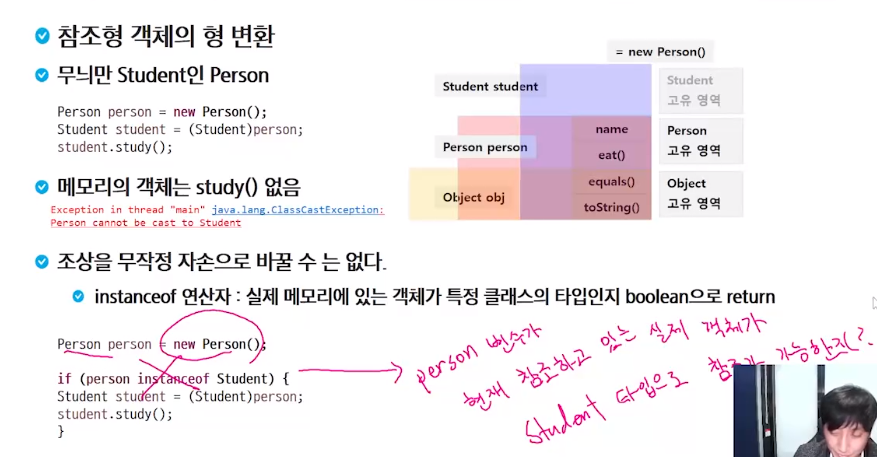 참조형 객체의 형 변환
무늬만 Student인 Person
Person person = new Person();
Student student = (Student)person;
student.study();
메모리의 객체는 study() 없음
Exception in thread "main" java.lang.ClassCastException:
Person cannot be cast to Student
= new Person()
Student student
Student
고유 영역
Person person
name
eat()
Person
고유 영역
Object obj
equals()
toString()
Object
고유 영역
조상을 무작정 자손으로 바꿀 수 는 없다.
instanceof 연산자 : 실제 메모리에 있는 객체가 특정 클래스의 타입인지 boolean으로 return
Person person = new Person();
if (person instanceof Student) {
Student student = (Student)person;
student.study();
}
person 변수가
현재 참조하고 있는 실제 객체가
Student 타입으로 참조가 가능한지?